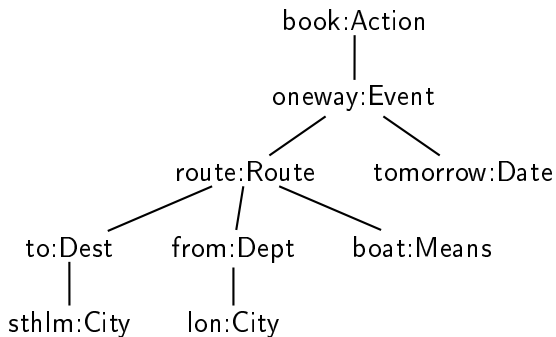 book:Action
oneway:Event
route:Route tomorrow:Date
to:Dest from:Dept boat:Means
sthlm:City lon:City